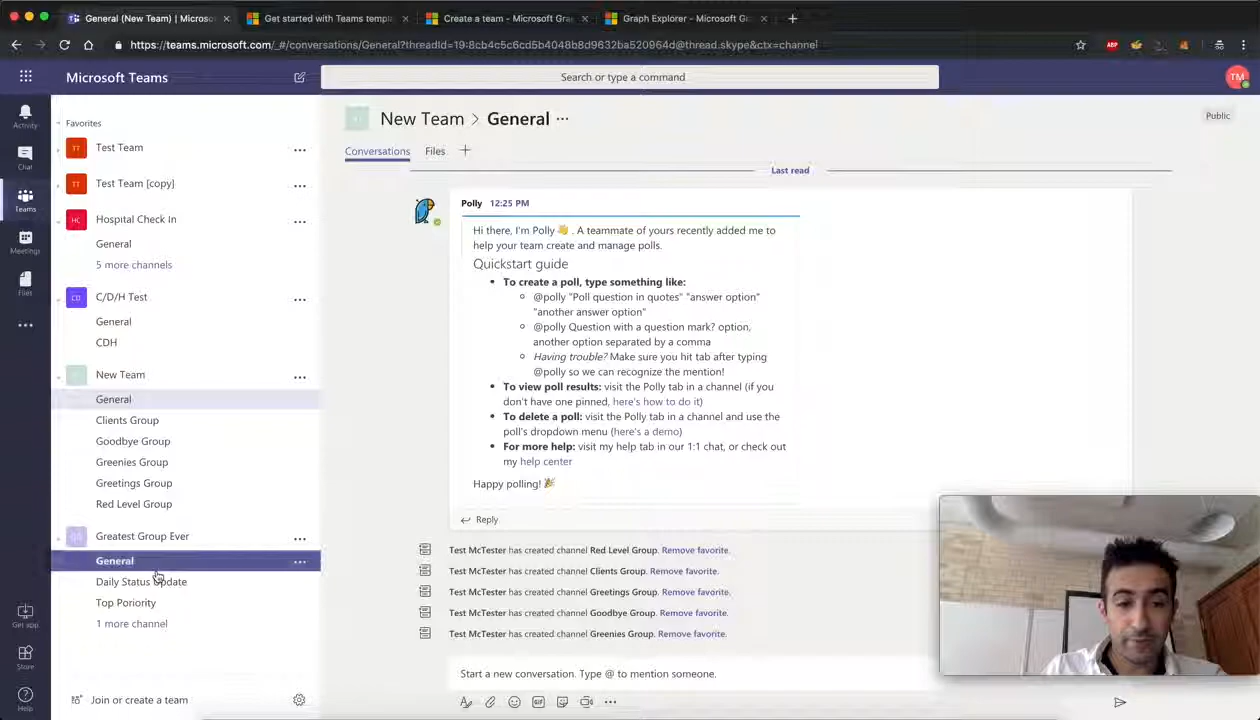 General (New Team) | Microso
Get started with Teams templ
Create a team - Microsoft Gra
Graph Explorer - Microsoft Gr
https://teams.microsoft.com/_#/conversations/General?threadId=19:8cb4c5c6cd5b4048b8d9632ba520964d@thread.skype&ctx=channel
ABP
Microsoft Teams
Search or type a command
TM
Activity
Chat
Teams
Meetings
Files
Get app
Store
Help
Favorites
TT Test Team
TT Test Team [copy]
HC Hospital Check In
General
5 more channels
CD C/D/H Test
General
CDH
New Team
General
Clients Group
Goodbye Group
Greenies Group
Greetings Group
Red Level Group
Greatest Group Ever
General
Daily Status Update
Top Poriority
1 more channel
Join or create a team
New Team > General ...
Public
Conversations Files +
Last read
Polly 12:25 PM
Hi there, I'm Polly 👋 . A teammate of yours recently added me to
help your team create and manage polls.
Quickstart guide
To create a poll, type something like:
@polly "Poll question in quotes" "answer option"
"another answer option"
@polly Question with a question mark? option,
another option separated by a comma
Having trouble? Make sure you hit tab after typing
@polly so we can recognize the mention!
To view poll results: visit the Polly tab in a channel (if you
don't have one pinned, here's how to do it)
To delete a poll: visit the Polly tab in a channel and use the
poll's dropdown menu (here's a demo)
For more help: visit my help tab in our 1:1 chat, or check out
my help center
Happy polling! 🎉
Reply
Test McTester has created channel Red Level Group. Remove favorite.
Test McTester has created channel Clients Group. Remove favorite.
Test McTester has created channel Greetings Group. Remove favorite.
Test McTester has created channel Goodbye Group. Remove favorite.
Test McTester has created channel Greenies Group. Remove favorite.
Start a new conversation. Type @ to mention someone.
GIF